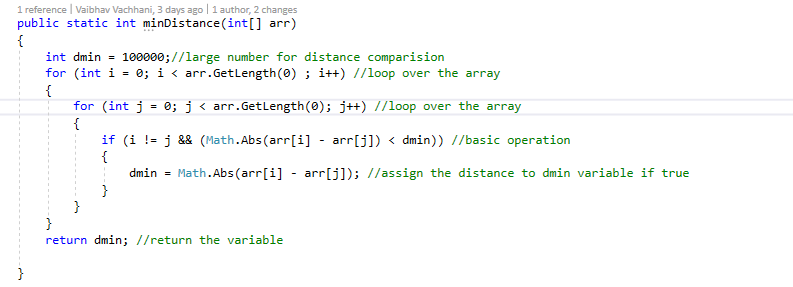 1 reference | Vaibhav Vachhani, 3 days ago | 1 author, 2 changes
public static int minDistance(int[] arr)
{
int dmin = 100000;//large number for distance comparision
for (int i = 0; i < arr.GetLength(0) ; i++) //loop over the array
{
for (int j = 0; j < arr.GetLength(0); j++) //loop over the array
{
if (i != j && (Math.Abs(arr[i] - arr[j]) < dmin)) //basic operation
{
dmin = Math.Abs(arr[i] - arr[j]); //assign the distance to dmin variable if true
}
}
}
return dmin; //return the variable
}